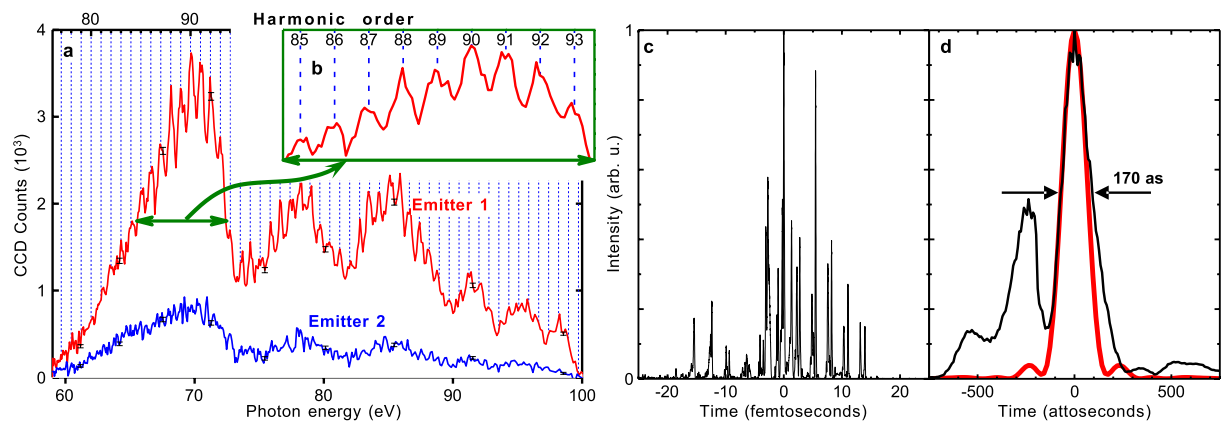 Harmonic order
80 90
a
b
85 86 87 88 89 90 91 92 93
4
3
2
1
0
CCD Counts (10³)
Emitter 1
Emitter 2
60 70 80 90 100
Photon energy (eV)
c
1
0
Intensity (arb. u.)
-20 -10 0 10 20
Time (femtoseconds)
d
170 as
-500 0 500
Time (attoseconds)